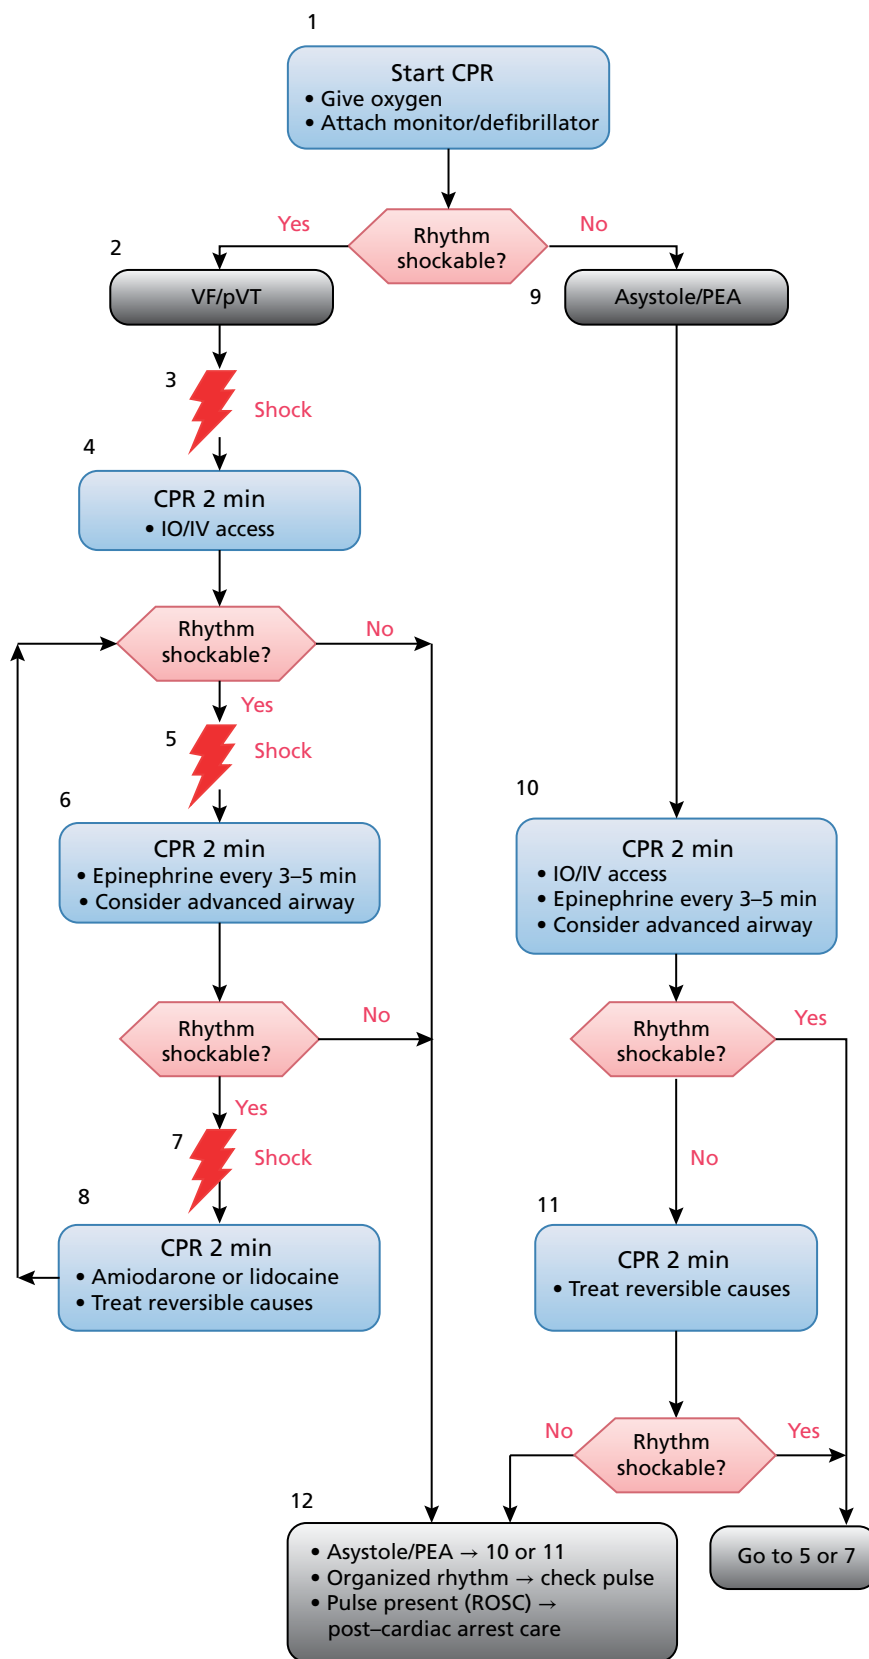 1
Start CPR
• Give oxygen
• Attach monitor/defibrillator
Rhythm
shockable?
Yes
No
2
VF/pVT
9
Asystole/PEA
3
Shock
4
CPR 2 min
• IO/IV access
Rhythm
shockable?
No
Yes
5
Shock
6
CPR 2 min
• Epinephrine every 3–5 min
• Consider advanced airway
10
CPR 2 min
• IO/IV access
• Epinephrine every 3–5 min
• Consider advanced airway
Rhythm
shockable?
No
Yes
Rhythm
shockable?
Yes
No
7
Shock
8
CPR 2 min
• Amiodarone or lidocaine
• Treat reversible causes
11
CPR 2 min
• Treat reversible causes
Rhythm
shockable?
No
Yes
12
• Asystole/PEA → 10 or 11
• Organized rhythm → check pulse
• Pulse present (ROSC) →
post–cardiac arrest care
Go to 5 or 7